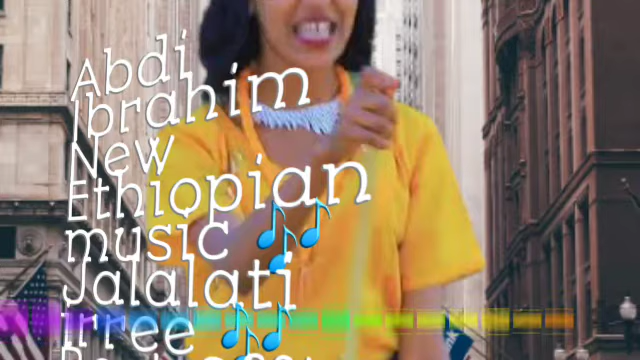 Abdi
Ibrahim
New
Ethiopian
music 🎵🎵
Jalalati
irree 🎵🎵